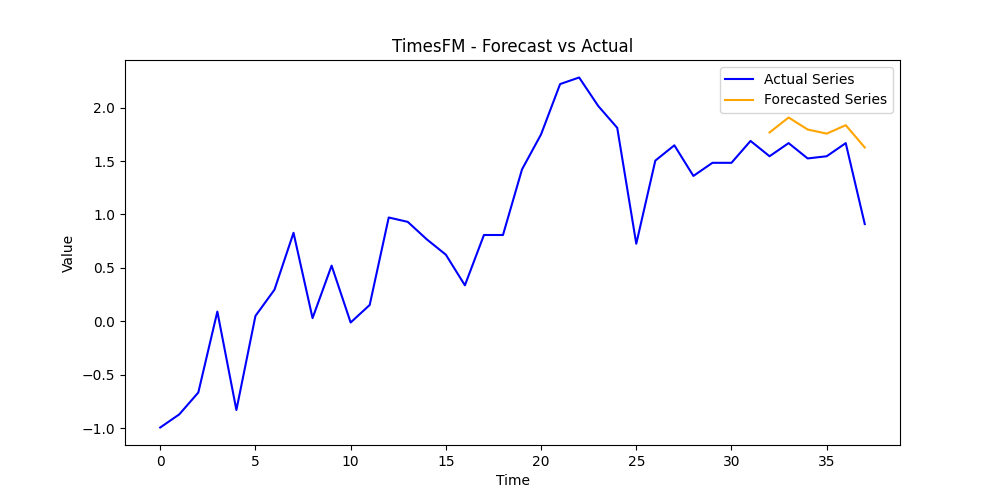 TimesFM - Forecast vs Actual
Actual Series
Forecasted Series
Value
2.0
1.5
1.0
0.5
0.0
−0.5
−1.0
0 5 10 15 20 25 30 35
Time